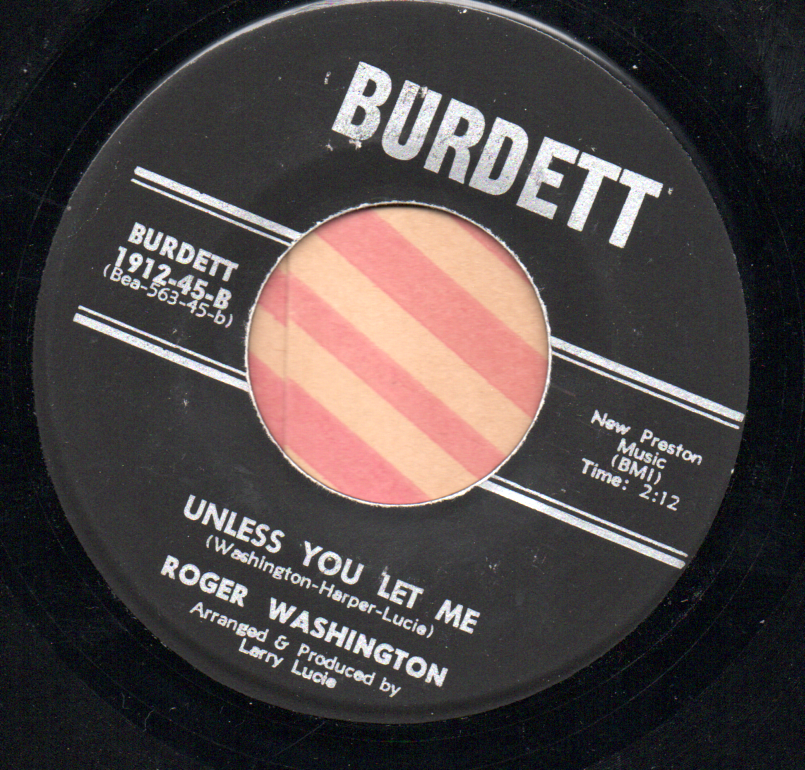 BURDETT
BURDETT
1912-45-B
(Bea-563-45-b)
New Preston
Music
(BMI)
Time: 2:12
UNLESS YOU LET ME
(Washington-Harper-Lucie)
ROGER WASHINGTON
Arranged & Produced by
Larry Lucie